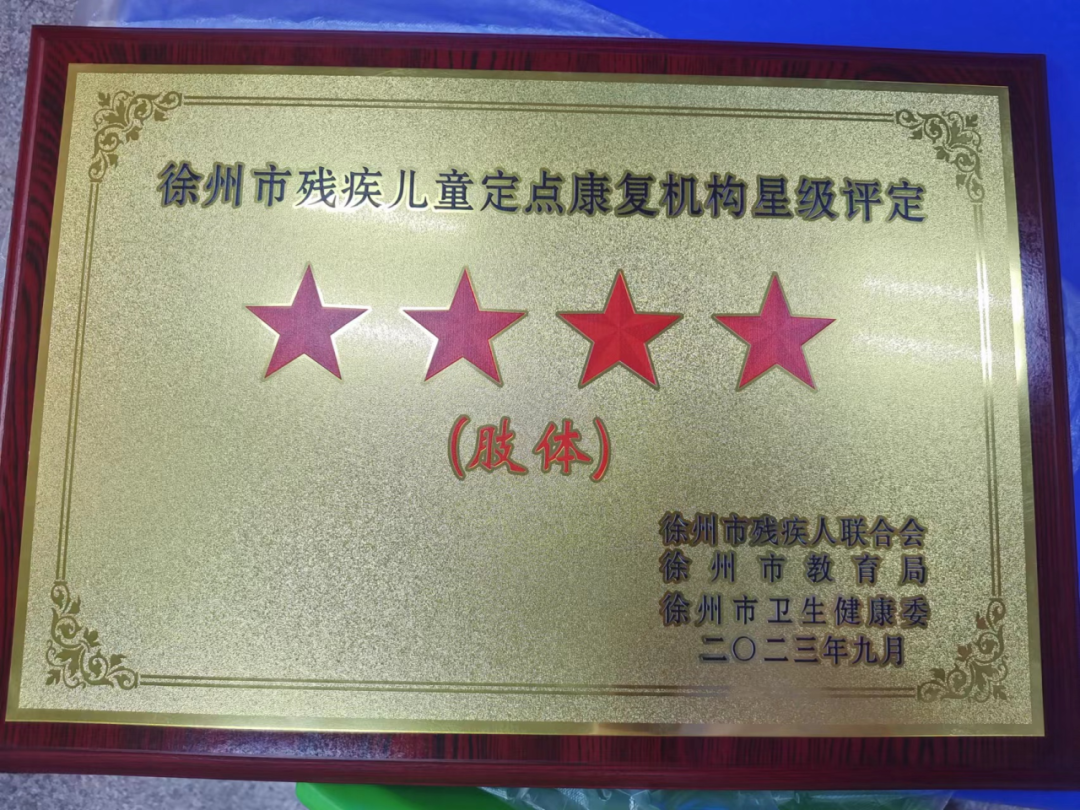 徐州市残疾儿童定点康复机构星级评定
(肢体)
徐州市残疾人联合会
徐州市教育局
徐州市卫生健康委
二〇二三年九月